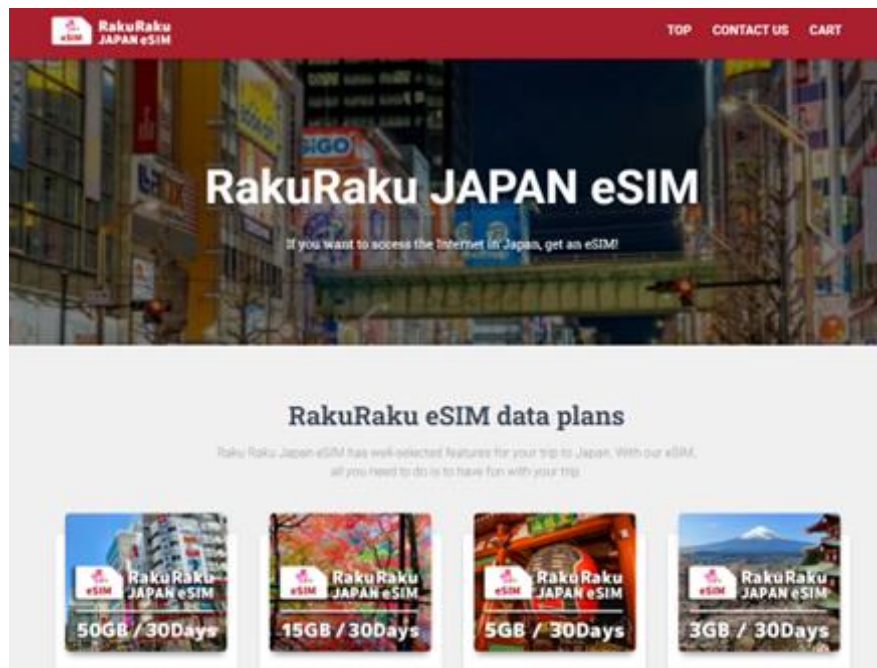 RakuRaku
JAPAN eSIM
eSIM
TOP CONTACT US CART
SiGO
RakuRaku JAPAN eSIM
If you want to access the Internet in Japan, get an eSIM!
RakuRaku eSIM data plans
Raku Raku Japan eSIM has well-selected features for your trip to Japan. With our eSIM,
all you need to do is to have fun with your trip.
eSIM
RakuRaku
JAPAN eSIM
50GB / 30Days
eSIM
RakuRaku
JAPAN eSIM
15GB / 30Days
eSIM
RakuRaku
JAPAN eSIM
5GB / 30Days
eSIM
RakuRaku
JAPAN eSIM
3GB / 30Days